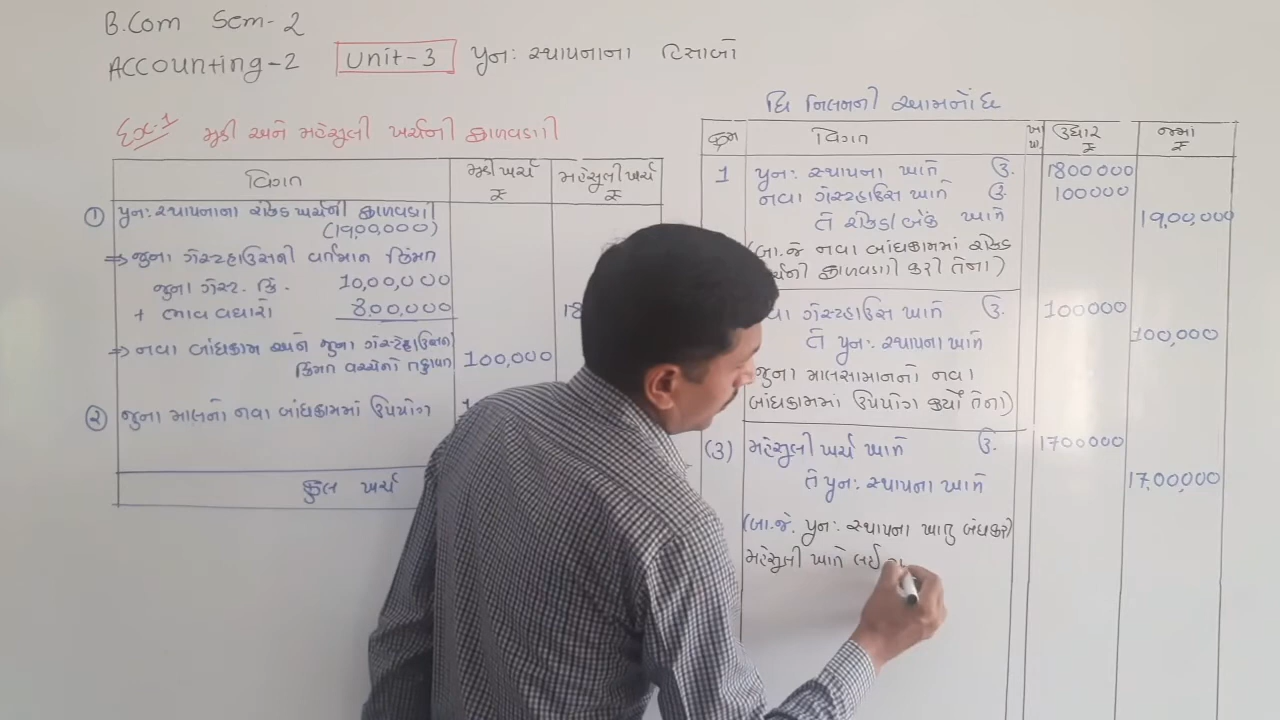 B.Com Sem-2
Accounting-2 Unit-3 પુનઃ સ્થાપનાના હિસાબો
Ex-1 મુડી અને મહેસુલી ખર્ચની ફાળવણી
વિગત મુડી ખર્ચ ₹ મહેસુલી ખર્ચ ₹
① પુનઃ સ્થાપનાના રોકડ ખર્ચની ફાળવણી
(19,00,000)
⇒ જુના ગેસ્ટહાઉસની વર્તમાન કિંમત
જુના ગેસ્ટ. કિં. 10,00,000
+ ભાવ વધારો 8,00,000 18
⇒ નવા બાંધકામ અને જુના ગેસ્ટહાઉસની
કિંમત વચ્ચેનો તફાવત 100,000
② જુના માલનો નવા બાંધકામમાં ઉપયોગ
કુલ ખર્ચ
ધિ નિલનની આમનોંધ
ક્રમ વિગત ખા. પા. ઉધાર ₹ જમા ₹
1 પુનઃ સ્થાપના ખાતે ઉ. 1800000
નવા ગેસ્ટહાઉસ ખાતે ઉ. 100000
તે રોકડ/બેંક ખાતે 19,00,000
(બા.જે નવા બાંધકામમાં રોકડ
ખર્ચની ફાળવણી કરી તેના)
ગેસ્ટહાઉસ ખાતે ઉ. 100000
તે પુનઃ સ્થાપના ખાતે 100,000
જુના માલસામાનનો નવા
બાંધકામમાં ઉપયોગ કર્યો તેના)
(3) મહેસુલી ખર્ચ ખાતે ઉ. 1700000
તે પુનઃ સ્થાપના ખાતે 17,00,000
(બા.જે. પુનઃ સ્થાપના ખાતુ બંધ કરી
મહેસુલી ખાતે લઈ